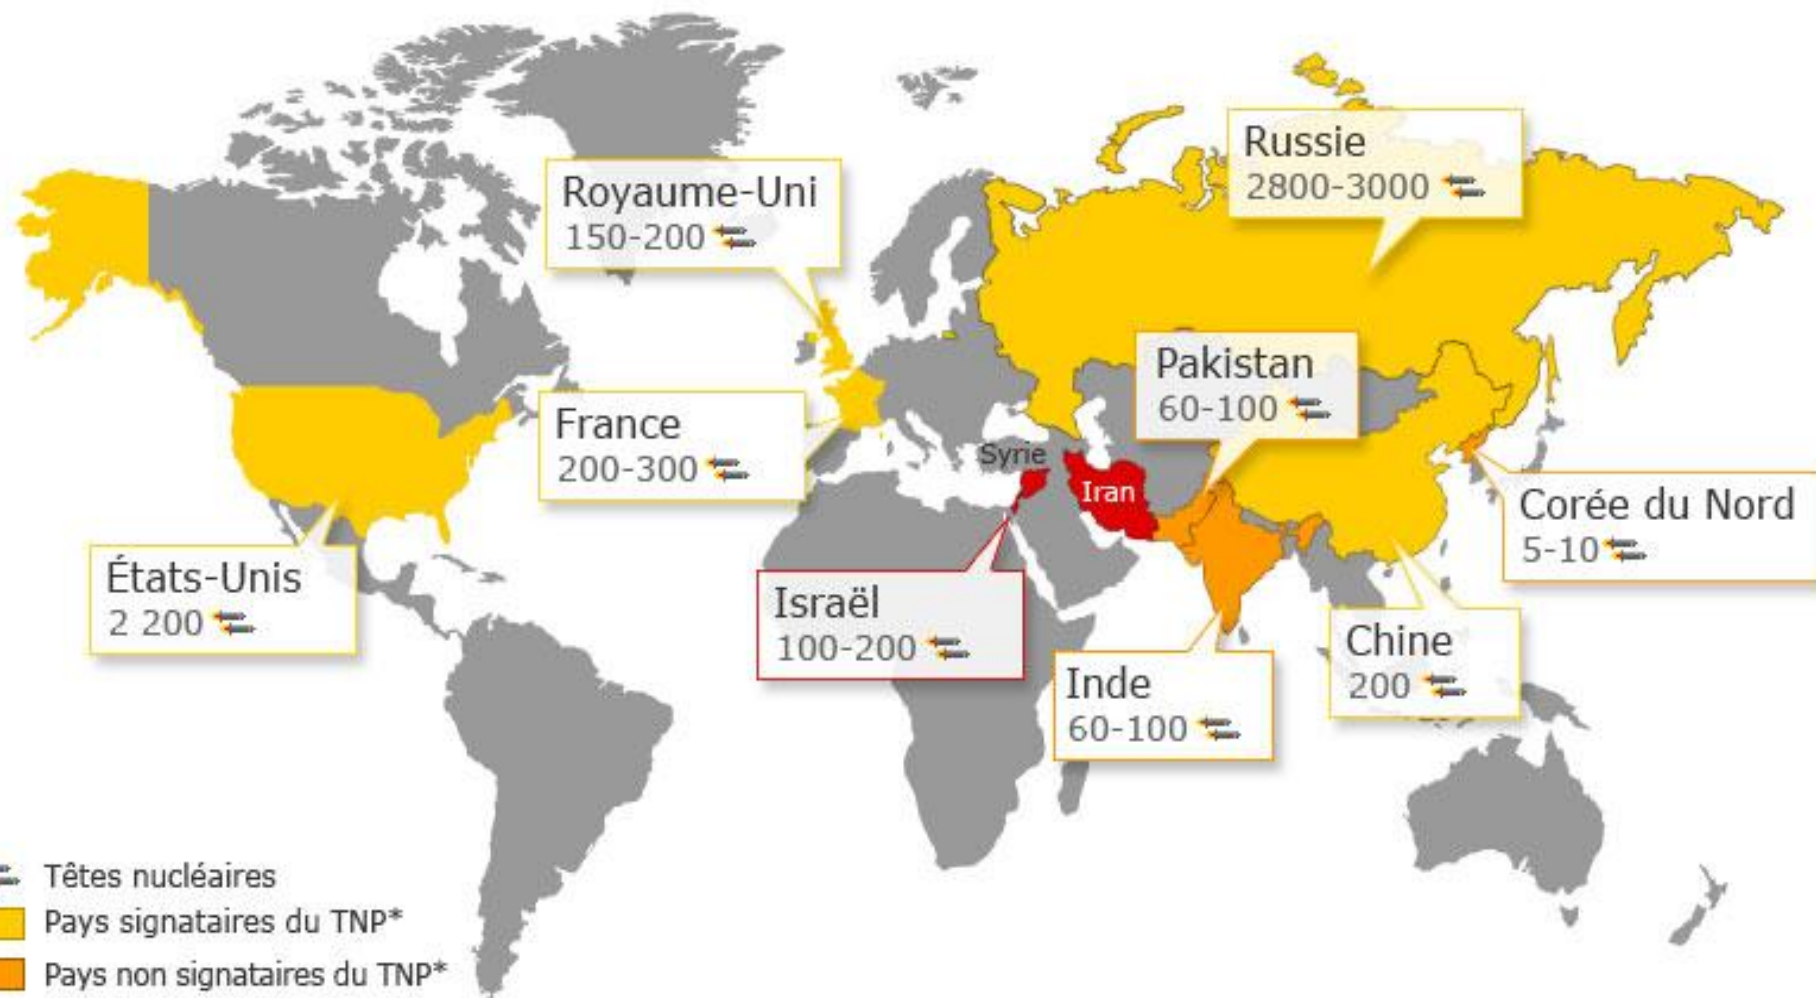 Russie
2800-3000
Royaume-Uni
150-200
Pakistan
60-100
France
200-300
Syrie
Iran
Corée du Nord
5-10
États-Unis
2 200
Israël
100-200
Chine
200
Inde
60-100
Têtes nucléaires
Pays signataires du TNP*
Pays non signataires du TNP*